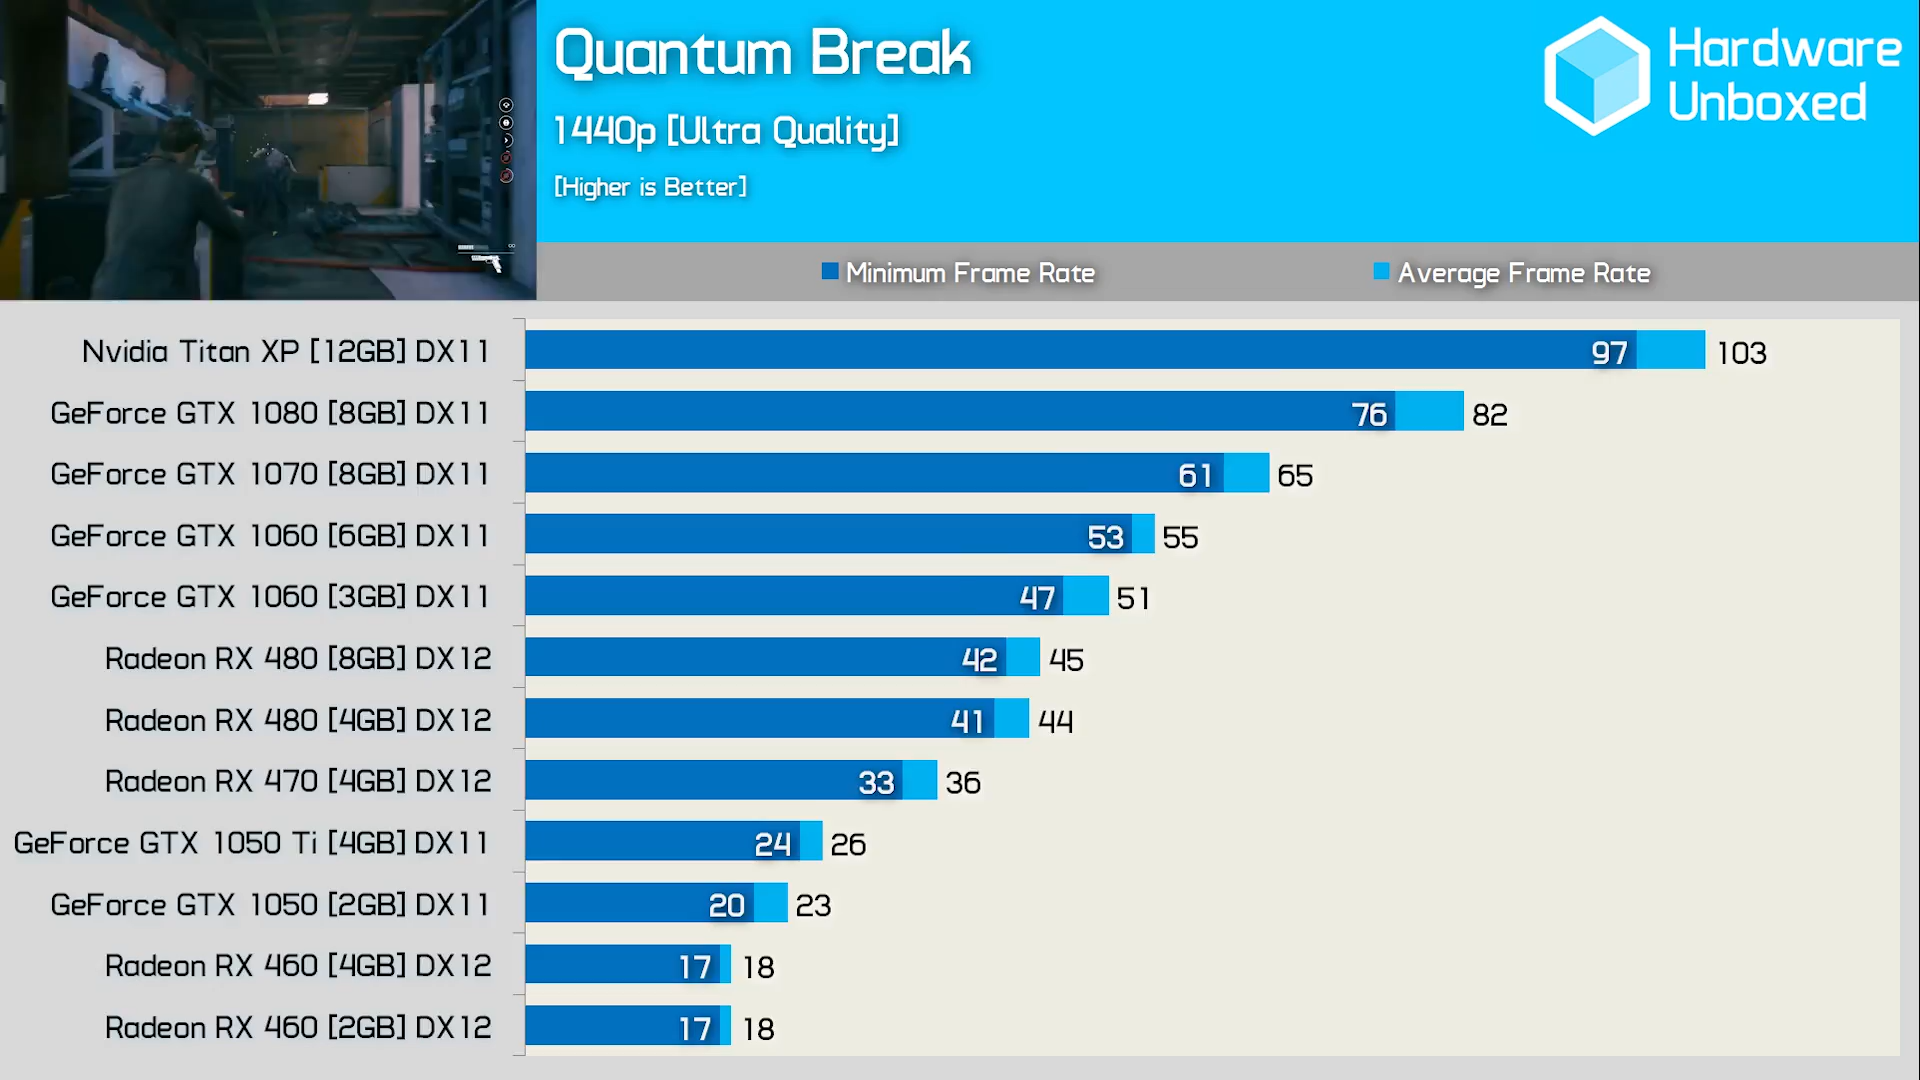 Quantum Break
1440p [Ultra Quality]
[Higher is Better]
Hardware
Unboxed
Minimum Frame Rate
Average Frame Rate
Nvidia Titan XP [12GB] DX11 97 103
GeForce GTX 1080 [8GB] DX11 76 82
GeForce GTX 1070 [8GB] DX11 61 65
GeForce GTX 1060 [6GB] DX11 53 55
GeForce GTX 1060 [3GB] DX11 47 51
Radeon RX 480 [8GB] DX12 42 45
Radeon RX 480 [4GB] DX12 41 44
Radeon RX 470 [4GB] DX12 33 36
GeForce GTX 1050 Ti [4GB] DX11 24 26
GeForce GTX 1050 [2GB] DX11 20 23
Radeon RX 460 [4GB] DX12 17 18
Radeon RX 460 [2GB] DX12 17 18